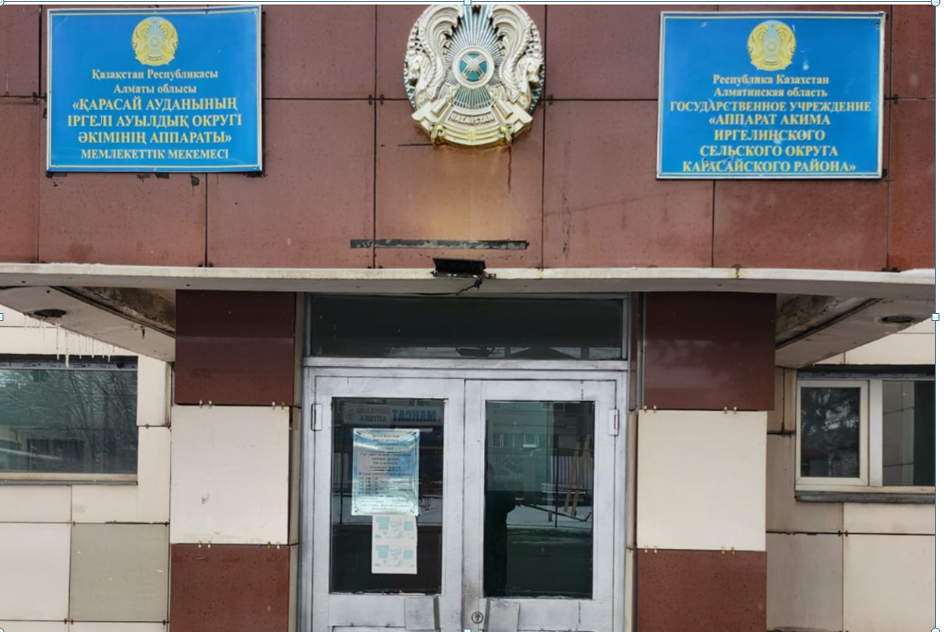 Қазақстан Республикасы
Алматы облысы
«ҚАРАСАЙ АУДАНЫНЫҢ
ІРГЕЛІ АУЫЛДЫҚ ОКРУГІ
ӘКІМІНІҢ АППАРАТЫ»
МЕМЛЕКЕТТІК МЕКЕМЕСІ
QAZAQSTAN
Республика Казахстан
Алматинская область
ГОСУДАРСТВЕННОЕ УЧРЕЖДЕНИЕ
«АППАРАТ АКИМА
ИРГЕЛИНСКОГО
СЕЛЬСКОГО ОКРУГА
КАРАСАЙСКОГО РАЙОНА»